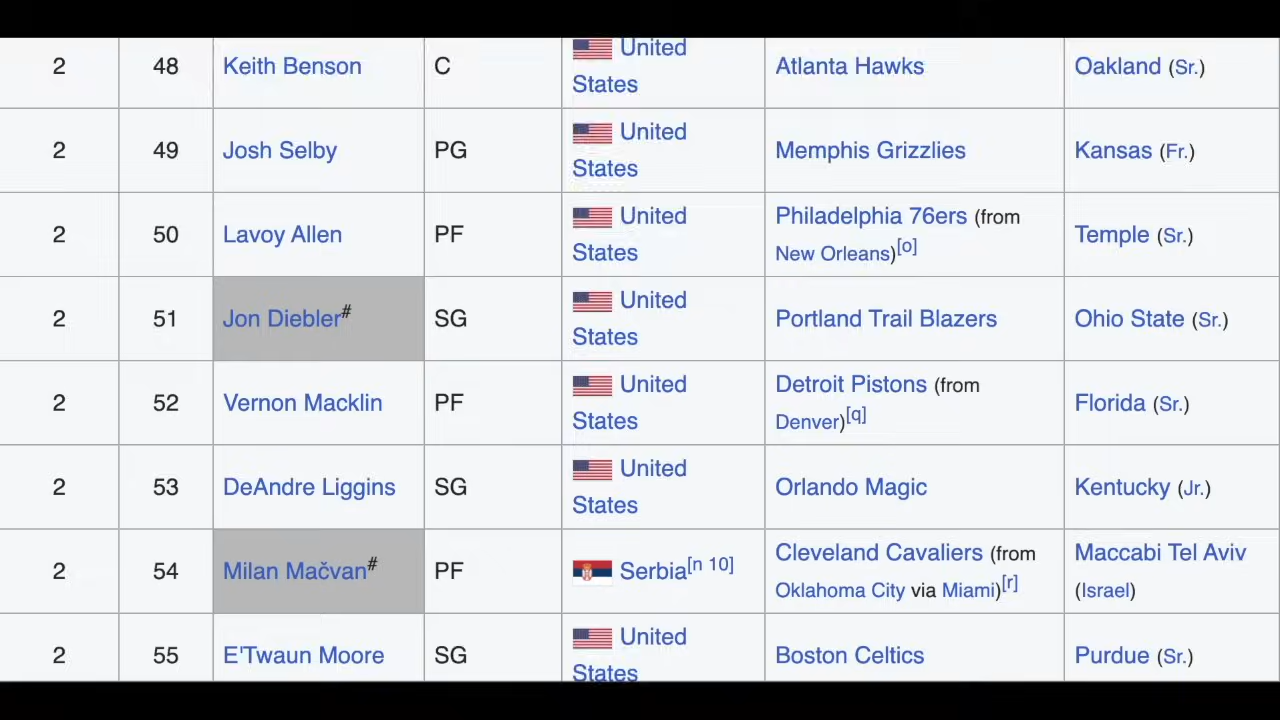 2 48 Keith Benson C United States Atlanta Hawks Oakland (Sr.)
2 49 Josh Selby PG United States Memphis Grizzlies Kansas (Fr.)
2 50 Lavoy Allen PF United States Philadelphia 76ers (from New Orleans)[o] Temple (Sr.)
2 51 Jon Diebler# SG United States Portland Trail Blazers Ohio State (Sr.)
2 52 Vernon Macklin PF United States Detroit Pistons (from Denver)[q] Florida (Sr.)
2 53 DeAndre Liggins SG United States Orlando Magic Kentucky (Jr.)
2 54 Milan Mačvan# PF Serbia[n 10] Cleveland Cavaliers (from Oklahoma City via Miami)[r] Maccabi Tel Aviv (Israel)
2 55 E'Twaun Moore SG United States Boston Celtics Purdue (Sr.)